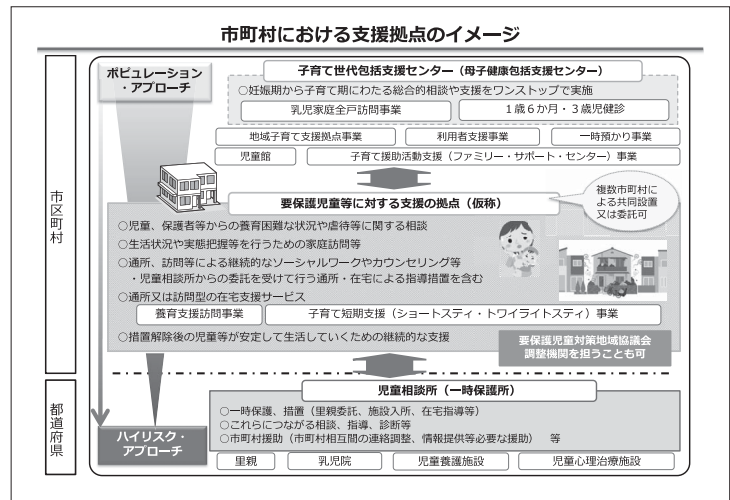 市町村における支援拠点のイメージ
市区町村
ポピュレーション
・アプローチ
子育て世代包括支援センター（母子健康包括支援センター）
○妊娠期から子育て期にわたる総合的相談や支援をワンストップで実施
乳児家庭全戸訪問事業
１歳６か月・３歳児健診
地域子育て支援拠点事業
利用者支援事業
一時預かり事業
児童館
子育て援助活動支援（ファミリー・サポート・センター）事業
要保護児童等に対する支援の拠点（仮称）
複数市町村に
よる共同設置
又は委託可
○児童、保護者等からの養育困難な状況や虐待等に関する相談
○生活状況や実態把握等を行うための家庭訪問等
○通所、訪問等による継続的なソーシャルワークやカウンセリング等
・児童相談所からの委託を受けて行う通所・在宅による指導措置を含む
○通所又は訪問型の在宅支援サービス
養育支援訪問事業
子育て短期支援（ショートスティ・トワイライトスティ）事業
○措置解除後の児童等が安定して生活していくための継続的な支援
要保護児童対策地域協議会
調整機関を担うことも可
都道府県
ハイリスク・
アプローチ
児童相談所（一時保護所）
○一時保護、措置（里親委託、施設入所、在宅指導等）
○これらにつながる相談、指導、診断等
○市町村援助（市町村相互間の連絡調整、情報提供等必要な援助） 等
里親
乳児院
児童養護施設
児童心理治療施設